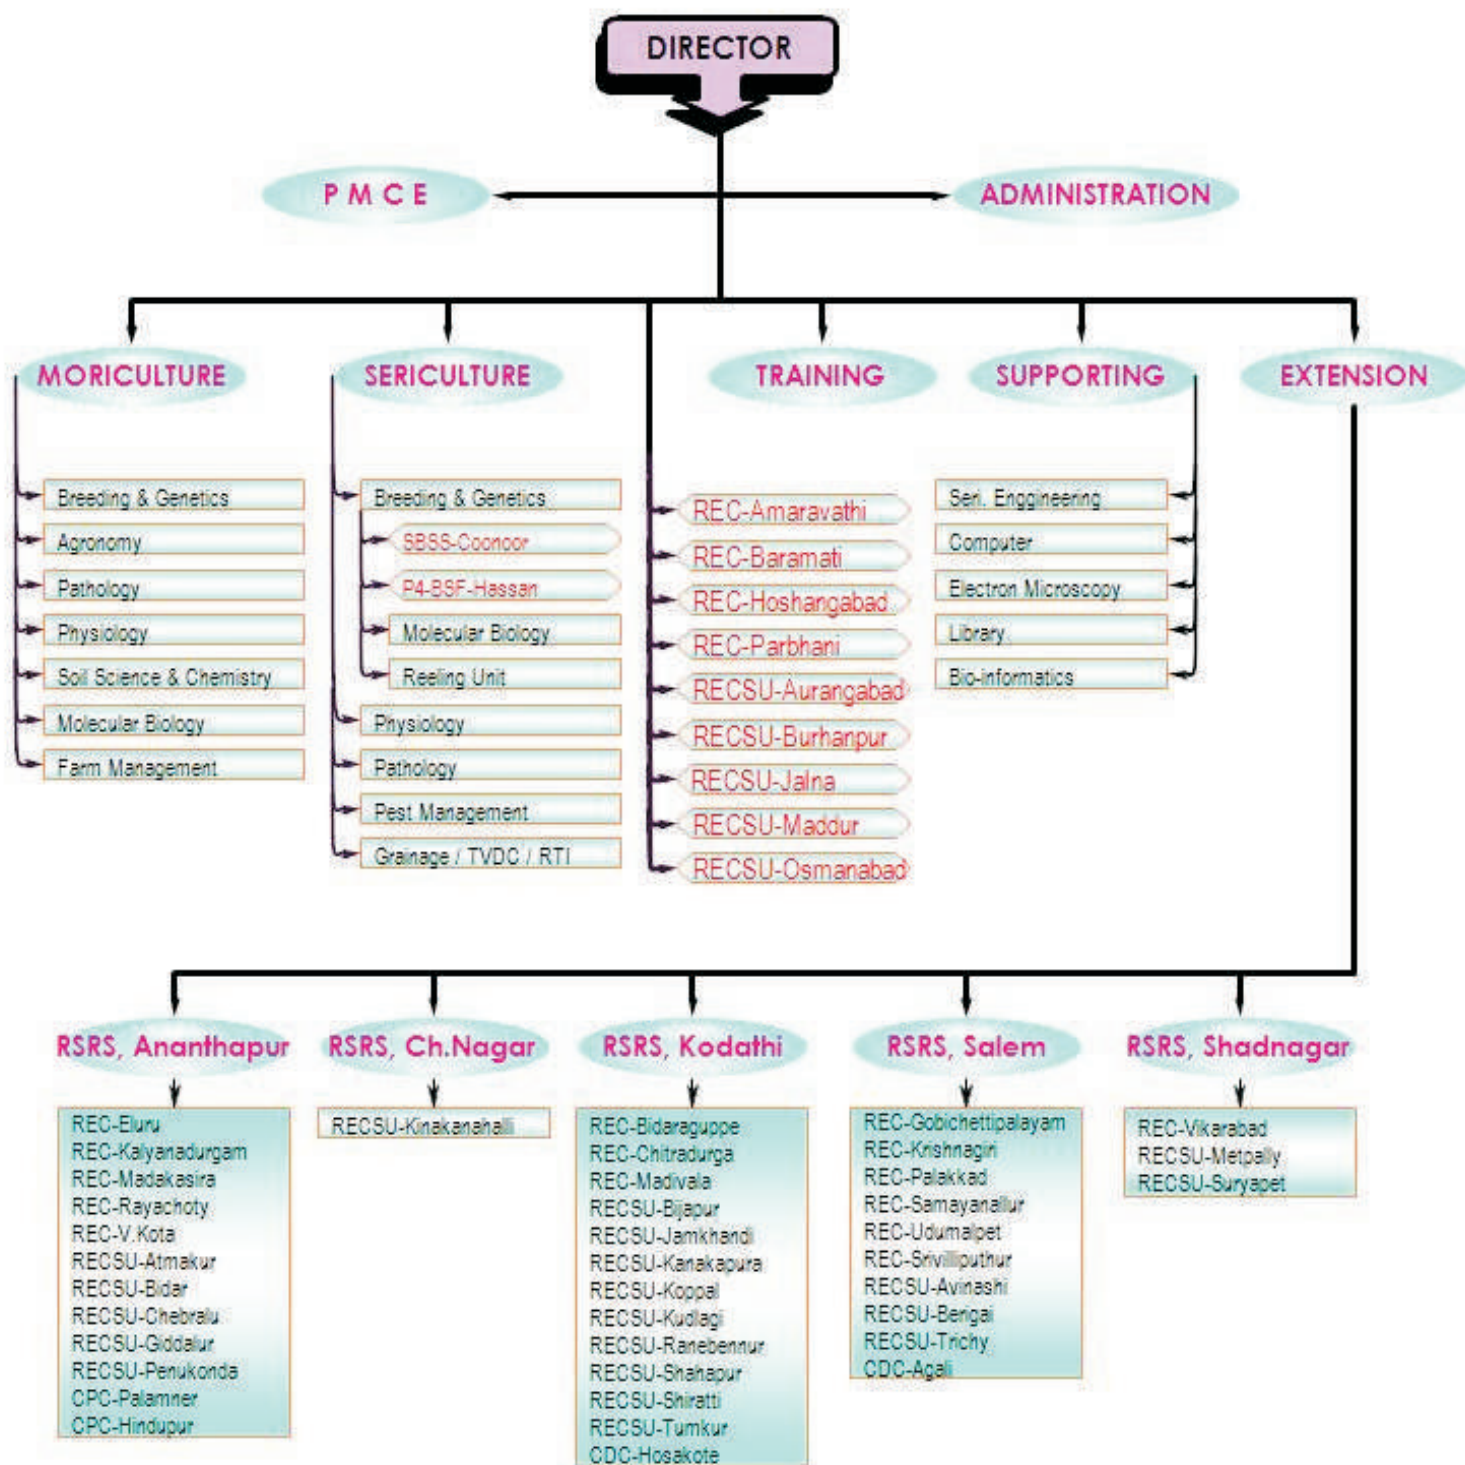 DIRECTOR
P M C E
ADMINISTRATION
MORICULTURE
SERICULTURE
TRAINING
SUPPORTING
EXTENSION
Breeding & Genetics
Agronomy
Pathology
Physiology
Soil Science & Chemistry
Molecular Biology
Farm Management
Breeding & Genetics
SBSS-Coonoor
P4-BSF-Hassan
Molecular Biology
Reeling Unit
Physiology
Pathology
Pest Management
Grainage / TVDC / RTI
REC-Amaravathi
REC-Baramati
REC-Hoshangabad
REC-Parbhani
RECSU-Aurangabad
RECSU-Burhanpur
RECSU-Jalna
RECSU-Maddur
RECSU-Osmanabad
Seri. Enggineering
Computer
Electron Microscopy
Library
Bio-informatics
RSRS, Ananthapur
RSRS, Ch.Nagar
RSRS, Kodathi
RSRS, Salem
RSRS, Shadnagar
REC-Eluru
REC-Kalyanadurgam
REC-Madakasira
REC-Rayachoty
REC-V.Kota
RECSU-Atmakur
RECSU-Bidar
RECSU-Chebralu
RECSU-Giddalur
RECSU-Penukonda
CPC-Palamner
CPC-Hindupur
RECSU-Kinakanahalli
REC-Bidaraguppe
REC-Chitradurga
REC-Madivala
RECSU-Bijapur
RECSU-Jamkhandi
RECSU-Kanakapura
RECSU-Koppal
RECSU-Kudlagi
RECSU-Ranebennur
RECSU-Shahapur
RECSU-Shiratti
RECSU-Tumkur
CDC-Hosakote
REC-Gobichettipalayam
REC-Krishnagiri
REC-Palakkad
REC-Samayanallur
REC-Udumalpet
REC-Srivilliputhur
RECSU-Avinashi
RECSU-Berigai
RECSU-Trichy
CDC-Agali
REC-Vikarabad
RECSU-Metpally
RECSU-Suryapet